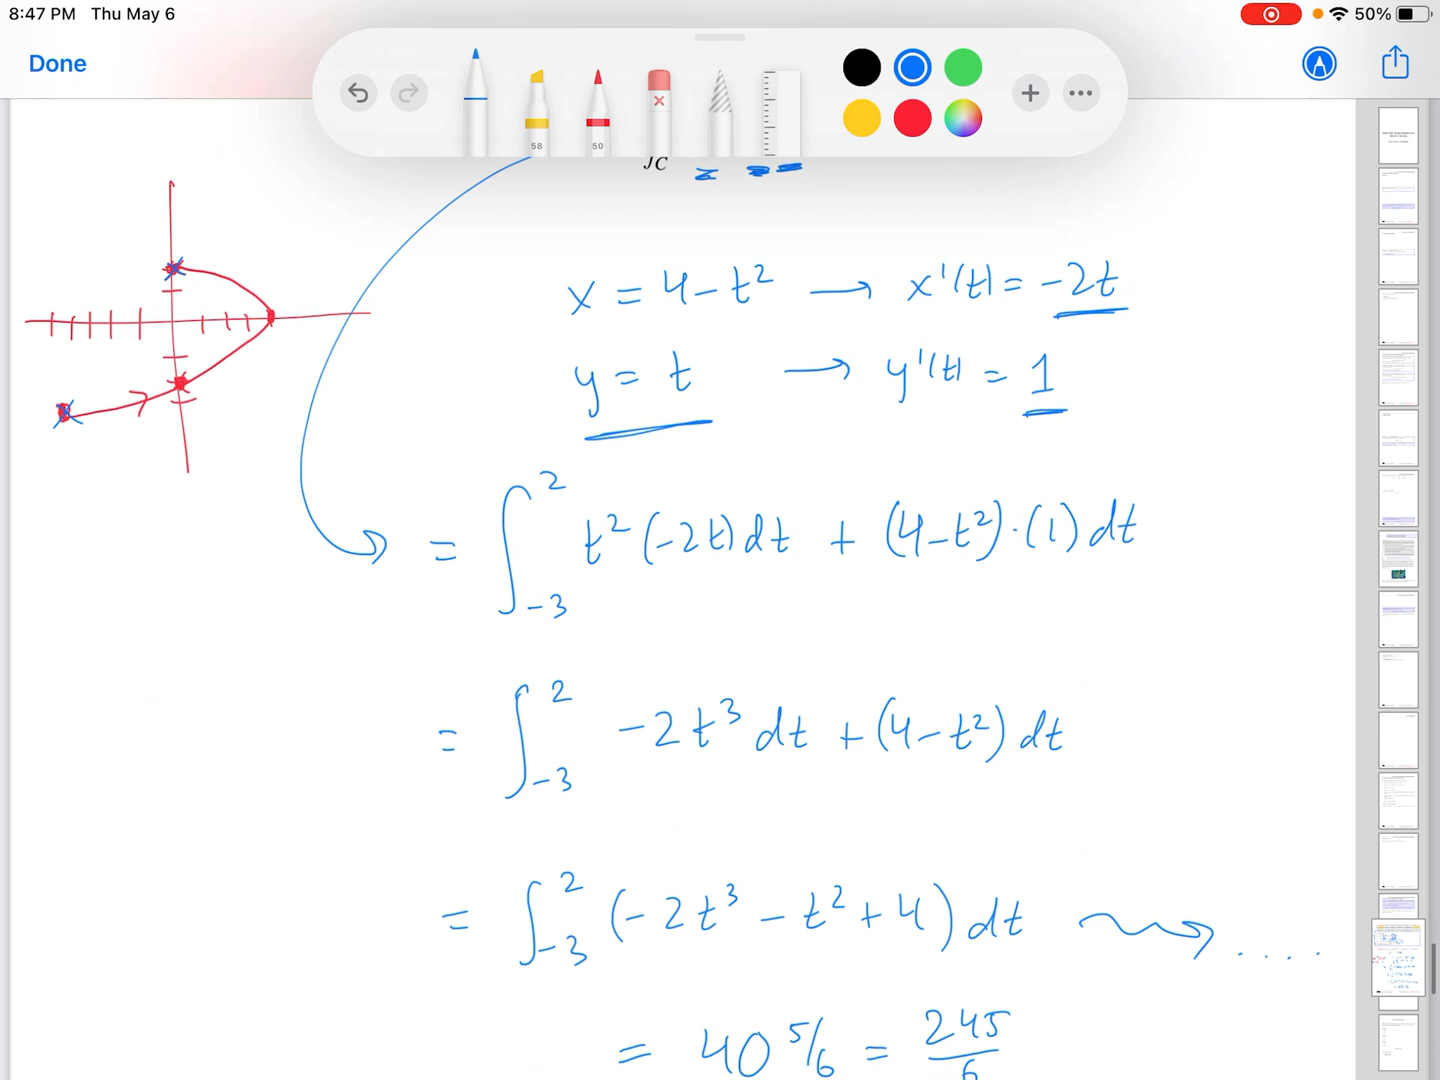 8:47 PM Thu May 6
50%
Done
58
50
JC
x = 4 - t² → x'(t) = -2t
y = t → y'(t) = 1
= ∫₋₃² t² (-2t) dt + (4-t²)·(1) dt
= ∫₋₃² -2t³ dt + (4-t²) dt
= ∫₋₃² (-2t³ - t² + 4) dt ⇝ ....
= 40 5/6 = 245/6